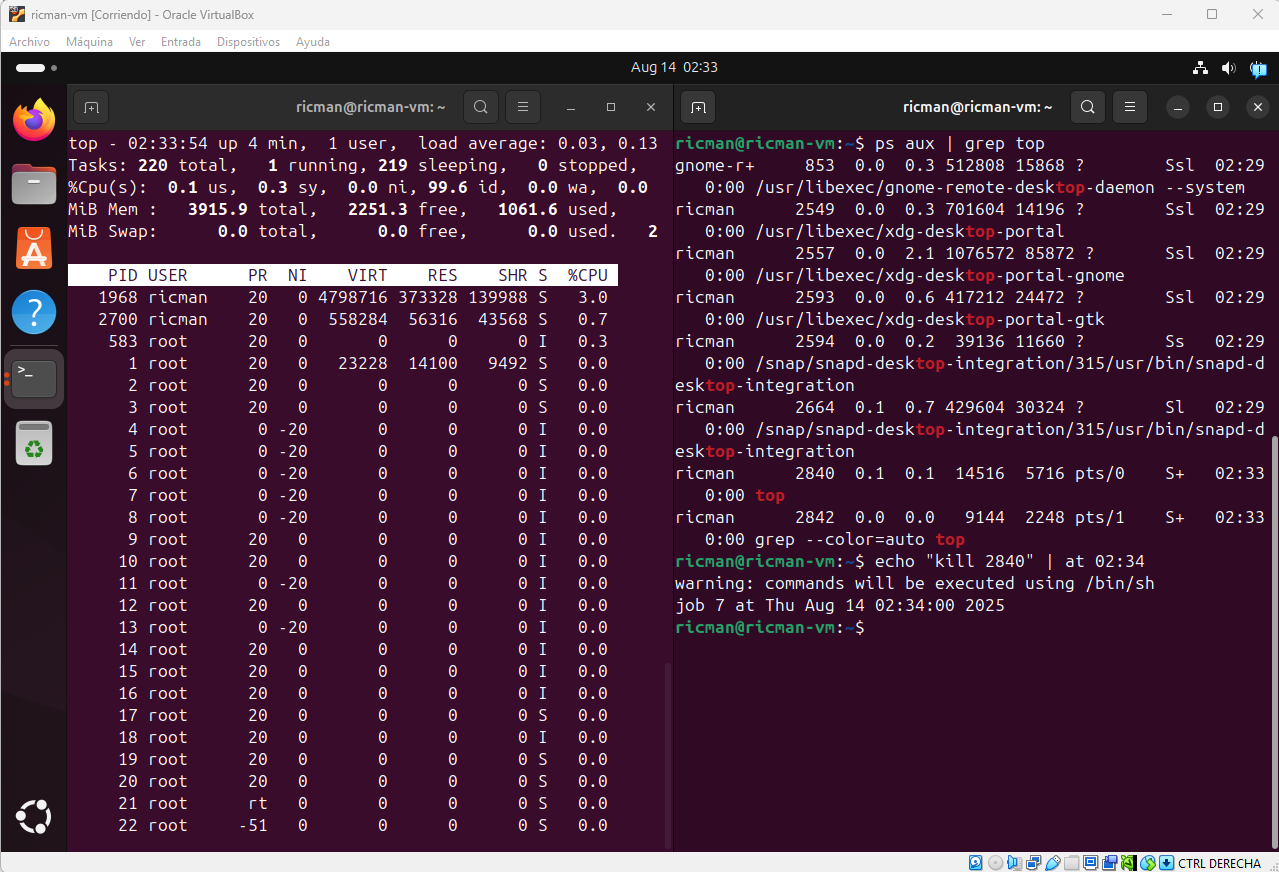 ricman-vm [Corriendo] - Oracle VirtualBox
Archivo Máquina Ver Entrada Dispositivos Ayuda
Aug 14 02:33
ricman@ricman-vm: ~
top - 02:33:54 up 4 min,  1 user,  load average: 0.03, 0.13
Tasks: 220 total,   1 running, 219 sleeping,   0 stopped,
%Cpu(s):  0.1 us,  0.3 sy,  0.0 ni, 99.6 id,  0.0 wa,  0.0
MiB Mem :   3915.9 total,   2251.3 free,   1061.6 used,
MiB Swap:      0.0 total,      0.0 free,      0.0 used.   2
PID USER      PR  NI    VIRT    RES    SHR S  %CPU
1968 ricman    20   0 4798716 373328 139988 S   3.0
2700 ricman    20   0  558284  56316  43568 S   0.7
583 root      20   0       0      0      0 I   0.3
1 root      20   0   23228  14100   9492 S   0.0
2 root      20   0       0      0      0 S   0.0
3 root      20   0       0      0      0 S   0.0
4 root       0 -20       0      0      0 I   0.0
5 root       0 -20       0      0      0 I   0.0
6 root       0 -20       0      0      0 I   0.0
7 root       0 -20       0      0      0 I   0.0
8 root       0 -20       0      0      0 I   0.0
9 root      20   0       0      0      0 I   0.0
10 root      20   0       0      0      0 I   0.0
11 root       0 -20       0      0      0 I   0.0
12 root      20   0       0      0      0 I   0.0
13 root       0 -20       0      0      0 I   0.0
14 root      20   0       0      0      0 I   0.0
15 root      20   0       0      0      0 I   0.0
16 root      20   0       0      0      0 I   0.0
17 root      20   0       0      0      0 S   0.0
18 root      20   0       0      0      0 I   0.0
19 root      20   0       0      0      0 S   0.0
20 root      20   0       0      0      0 S   0.0
21 root      rt   0       0      0      0 S   0.0
22 root     -51   0       0      0      0 S   0.0
ricman@ricman-vm: ~
ricman@ricman-vm:~$ ps aux | grep top
gnome-r+     853  0.0  0.3 512808 15868 ?        Ssl  02:29
0:00 /usr/libexec/gnome-remote-desktop-daemon --system
ricman      2549  0.0  0.3 701604 14196 ?        Ssl  02:29
0:00 /usr/libexec/xdg-desktop-portal
ricman      2557  0.0  2.1 1076572 85872 ?       Ssl  02:29
0:00 /usr/libexec/xdg-desktop-portal-gnome
ricman      2593  0.0  0.6 417212 24472 ?        Ssl  02:29
0:00 /usr/libexec/xdg-desktop-portal-gtk
ricman      2594  0.0  0.2  39136 11660 ?        Ss   02:29
0:00 /snap/snapd-desktop-integration/315/usr/bin/snapd-d
esktop-integration
ricman      2664  0.1  0.7 429604 30324 ?        Sl   02:29
0:00 /snap/snapd-desktop-integration/315/usr/bin/snapd-d
esktop-integration
ricman      2840  0.1  0.1  14516  5716 pts/0    S+   02:33
0:00 top
ricman      2842  0.0  0.0   9144  2248 pts/1    S+   02:33
0:00 grep --color=auto top
ricman@ricman-vm:~$ echo "kill 2840" | at 02:34
warning: commands will be executed using /bin/sh
job 7 at Thu Aug 14 02:34:00 2025
ricman@ricman-vm:~$
CTRL DERECHA